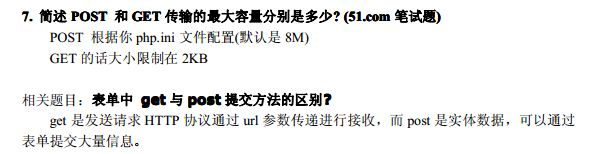 7. 简述 POST 和 GET 传输的最大容量分别是多少? (51.com 笔试题)
POST 根据你 php.ini 文件配置(默认是 8M)
GET 的话大小限制在 2KB
相关题目：表单中 get 与 post 提交方法的区别?
get 是发送请求 HTTP 协议通过 url 参数传递进行接收，而 post 是实体数据，可以通过
表单提交大量信息。